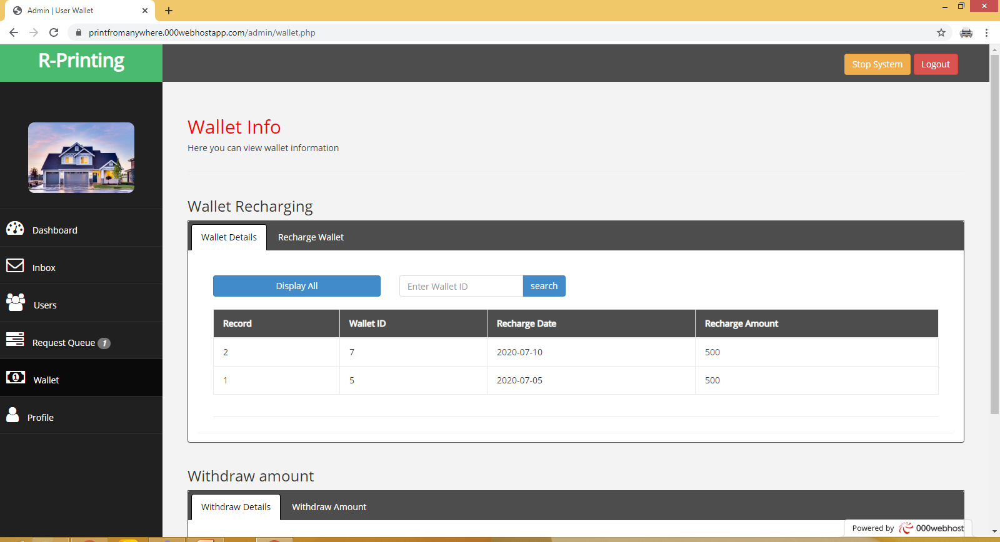 Admin | User Wallet
printfromanywhere.000webhostapp.com/admin/wallet.php
R-Printing
Stop System
Logout
Wallet Info
Here you can view wallet information
Dashboard
Inbox
Users
Request Queue 1
Wallet
Profile
Wallet Recharging
Wallet Details Recharge Wallet
Display All Enter Wallet ID search
Record Wallet ID Recharge Date Recharge Amount
2 7 2020-07-10 500
1 5 2020-07-05 500
Withdraw amount
Withdraw Details Withdraw Amount
Powered by 000webhost